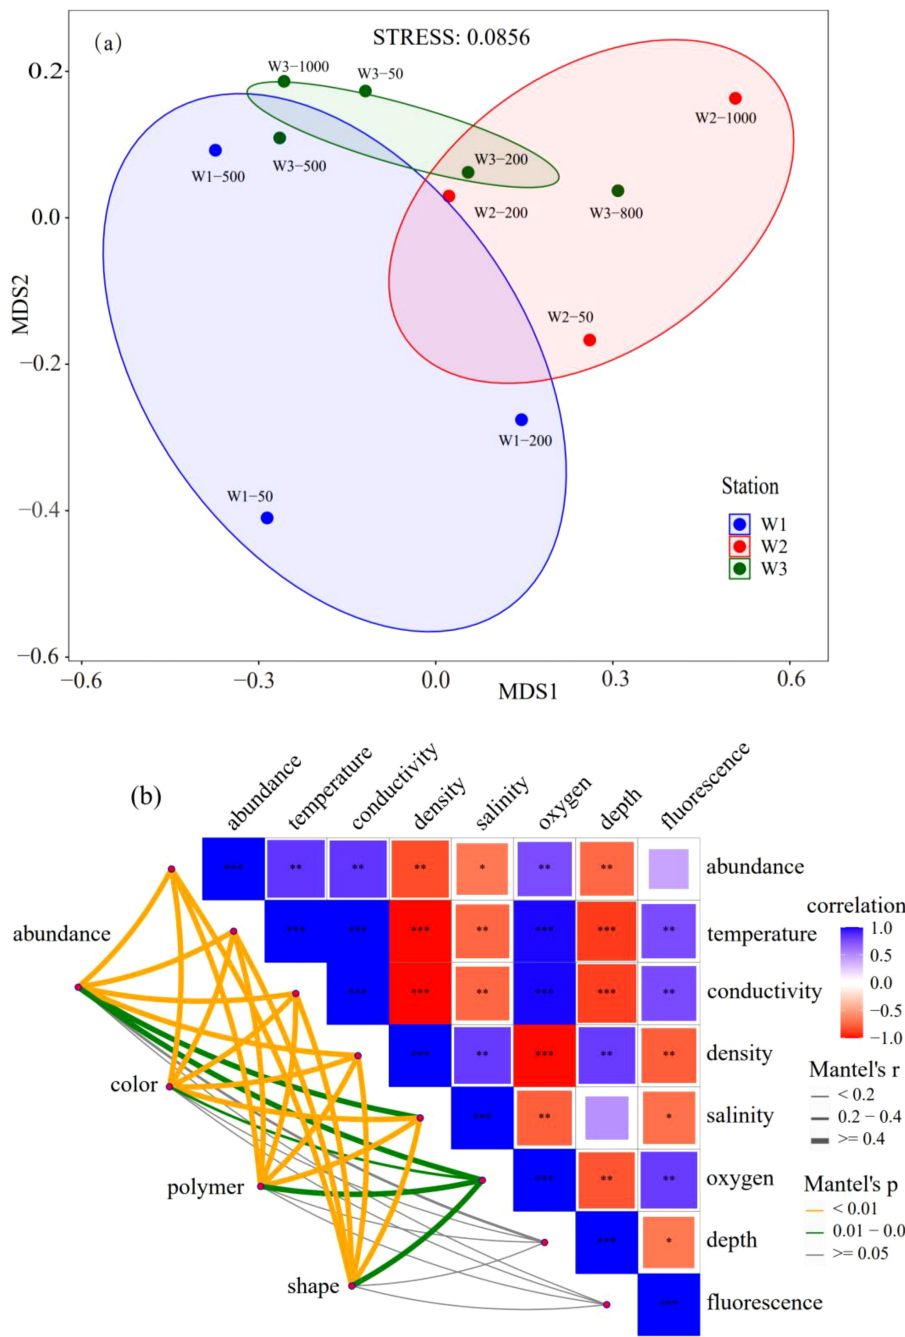 (a)
STRESS: 0.0856
W3−1000
W3−50
W2−1000
W1−500
W3−500
W3−200
W2−200
W3−800
W2−50
W1−200
W1−50
0.2
0.0
−0.2
−0.4
−0.6
MDS2
Station
W1
W2
W3
−0.6
−0.3
0.0
0.3
0.6
MDS1
(b)
abundance
temperature
conductivity
density
salinity
oxygen
depth
fluorescence
*** ** ** ** * ** **
abundance
*** *** *** ** *** *** **
temperature
*** *** ** *** *** **
conductivity
*** ** *** ** **
density
*** ** *
salinity
*** ** **
oxygen
*** *
depth
***
fluorescence
abundance
color
polymer
shape
correlation
1.0
0.5
0.0
−0.5
−1.0
Mantel's r
< 0.2
0.2 − 0.4
>= 0.4
Mantel's p
< 0.01
0.01 − 0.0
>= 0.05